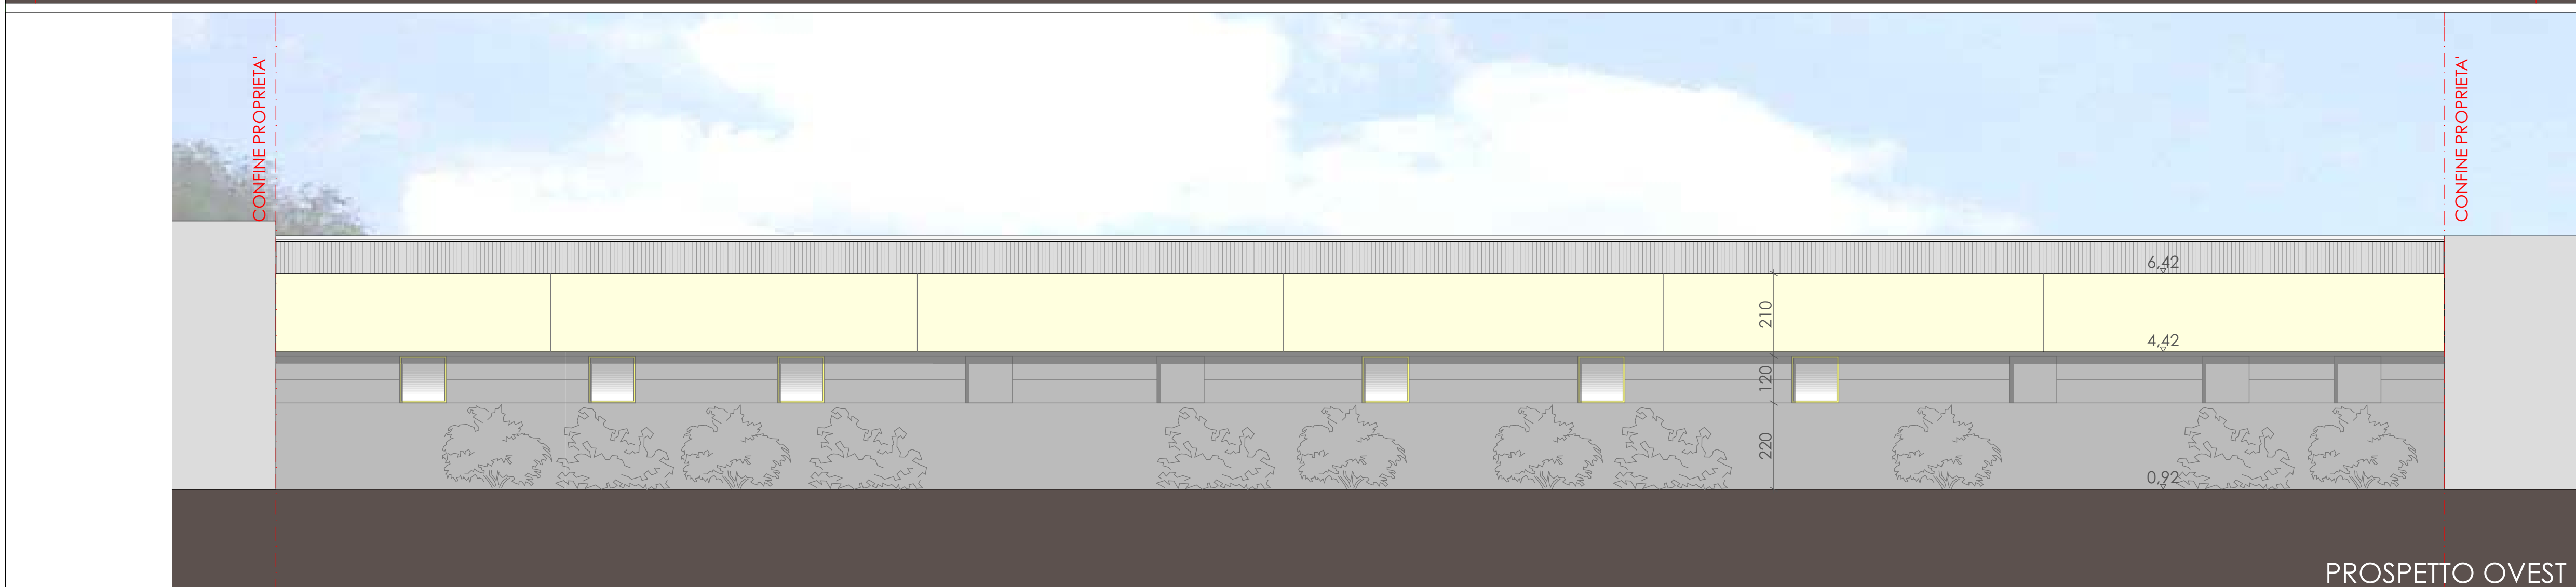 CONFINE PROPRIETA'
CONFINE PROPRIETA'
6,42
210
4,42
120
220
0,92
PROSPETTO OVEST